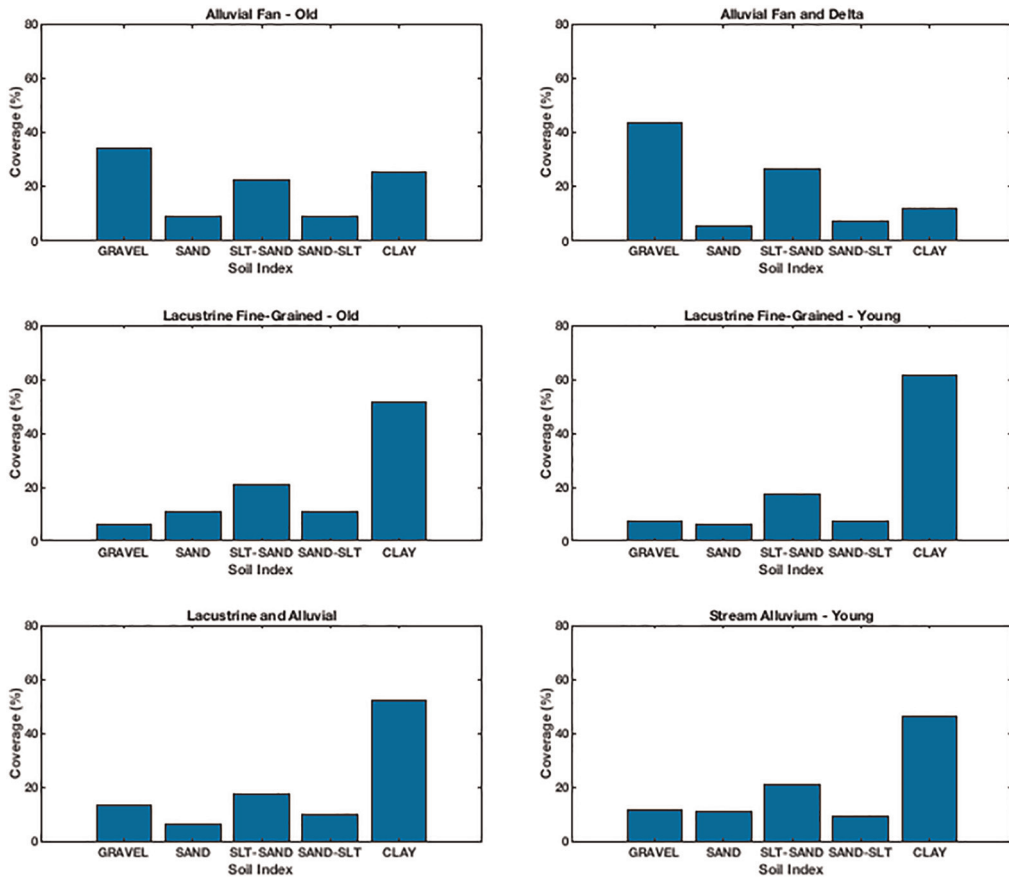 Alluvial Fan - Old
80
60
40
20
0
Coverage (%)
GRAVEL SAND SLT-SAND SAND-SLT CLAY
Soil Index
Alluvial Fan and Delta
80
60
40
20
0
Coverage (%)
GRAVEL SAND SLT-SAND SAND-SLT CLAY
Soil Index
Lacustrine Fine-Grained - Old
80
60
40
20
0
Coverage (%)
GRAVEL SAND SLT-SAND SAND-SLT CLAY
Soil Index
Lacustrine Fine-Grained - Young
80
60
40
20
0
Coverage (%)
GRAVEL SAND SLT-SAND SAND-SLT CLAY
Soil Index
Lacustrine and Alluvial
80
60
40
20
0
Coverage (%)
GRAVEL SAND SLT-SAND SAND-SLT CLAY
Soil Index
Stream Alluvium - Young
80
60
40
20
0
Coverage (%)
GRAVEL SAND SLT-SAND SAND-SLT CLAY
Soil Index